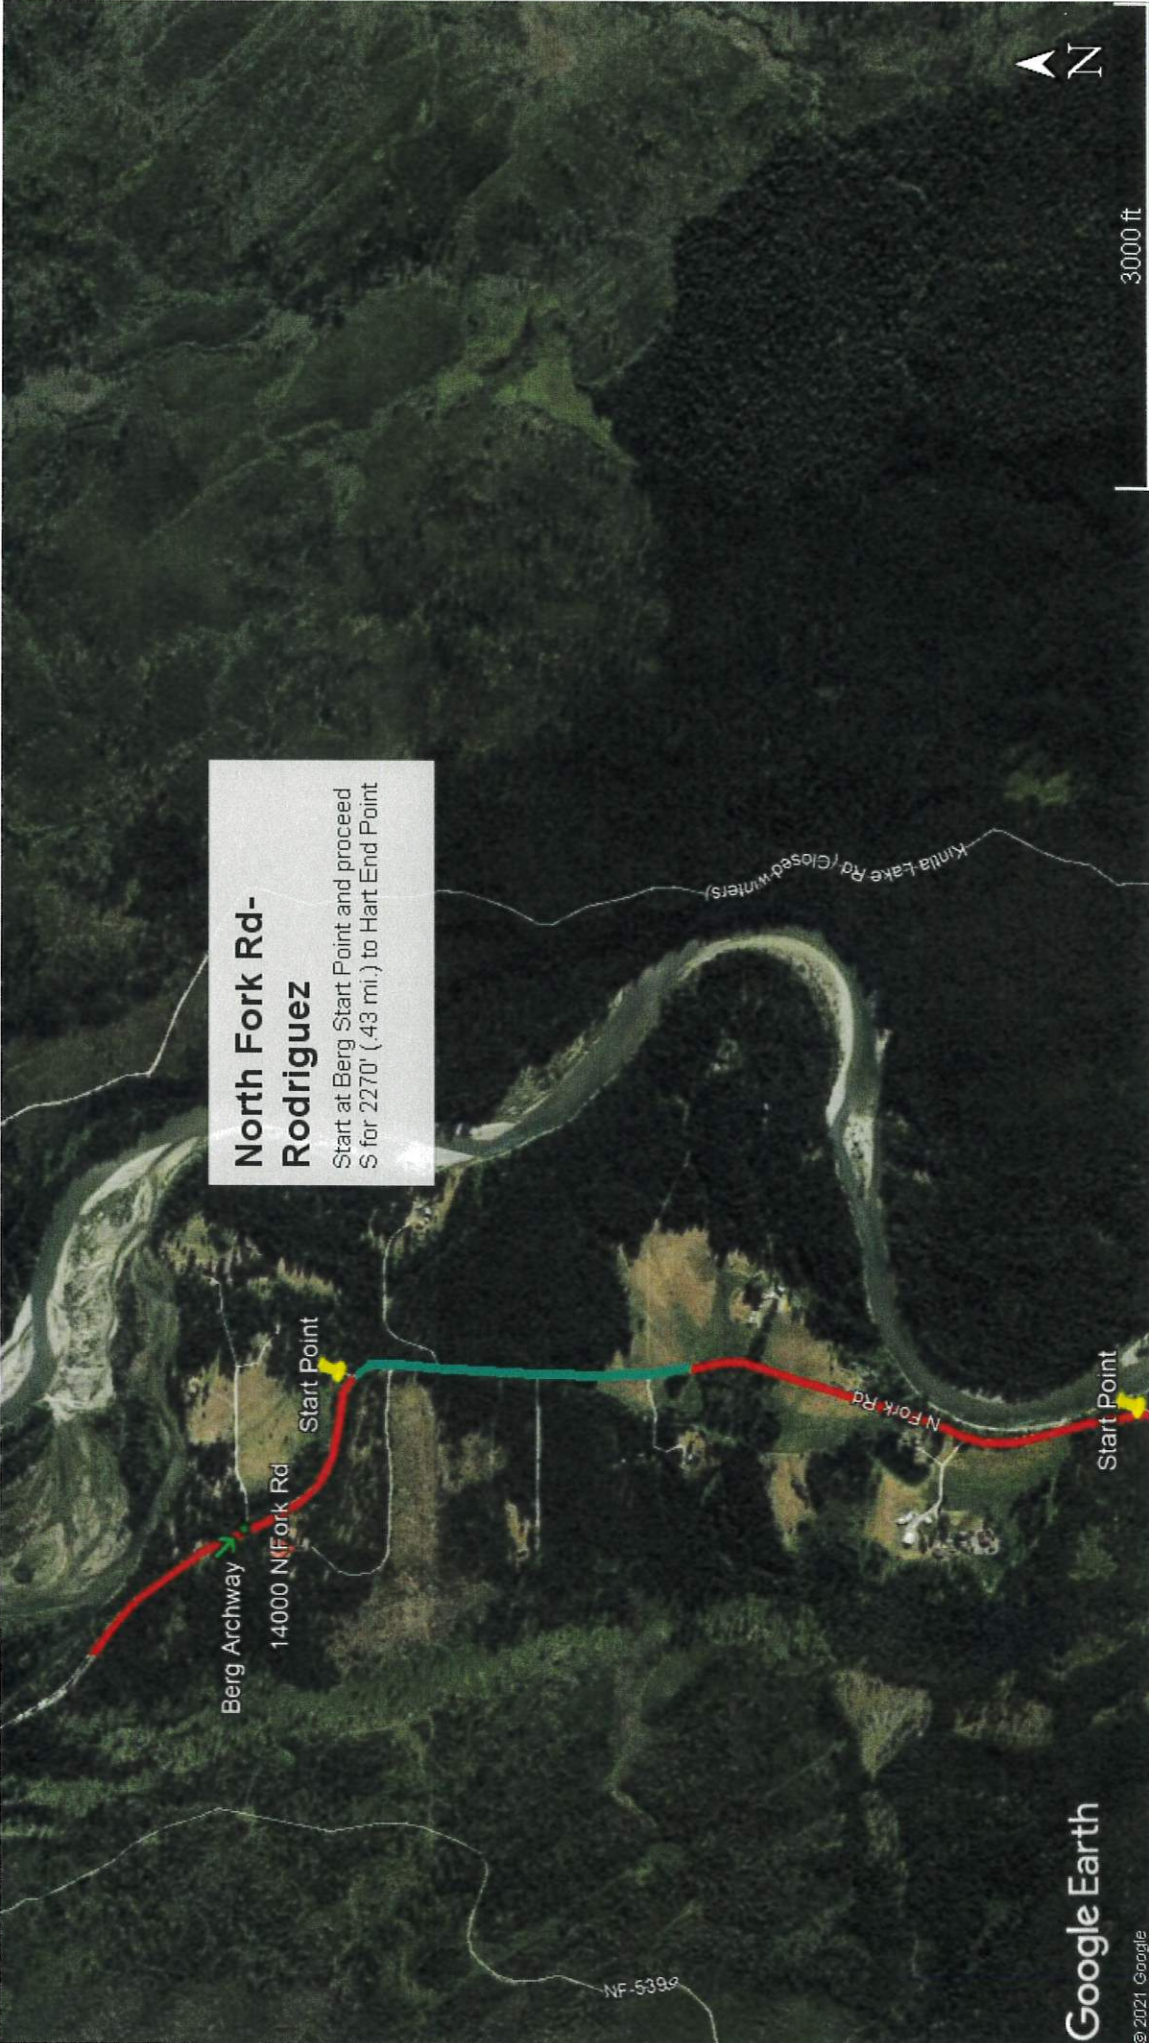 North Fork Rd-
Rodriguez
Start at Berg Start Point and proceed
S for 2270' (.43 mi.) to Hart End Point
Berg Archway
14000 N Fork Rd
Start Point
Kintla Lake Rd (Closed winters)
N Fork Rd
Start Point
Google Earth
© 2021 Google
3000 ft
N